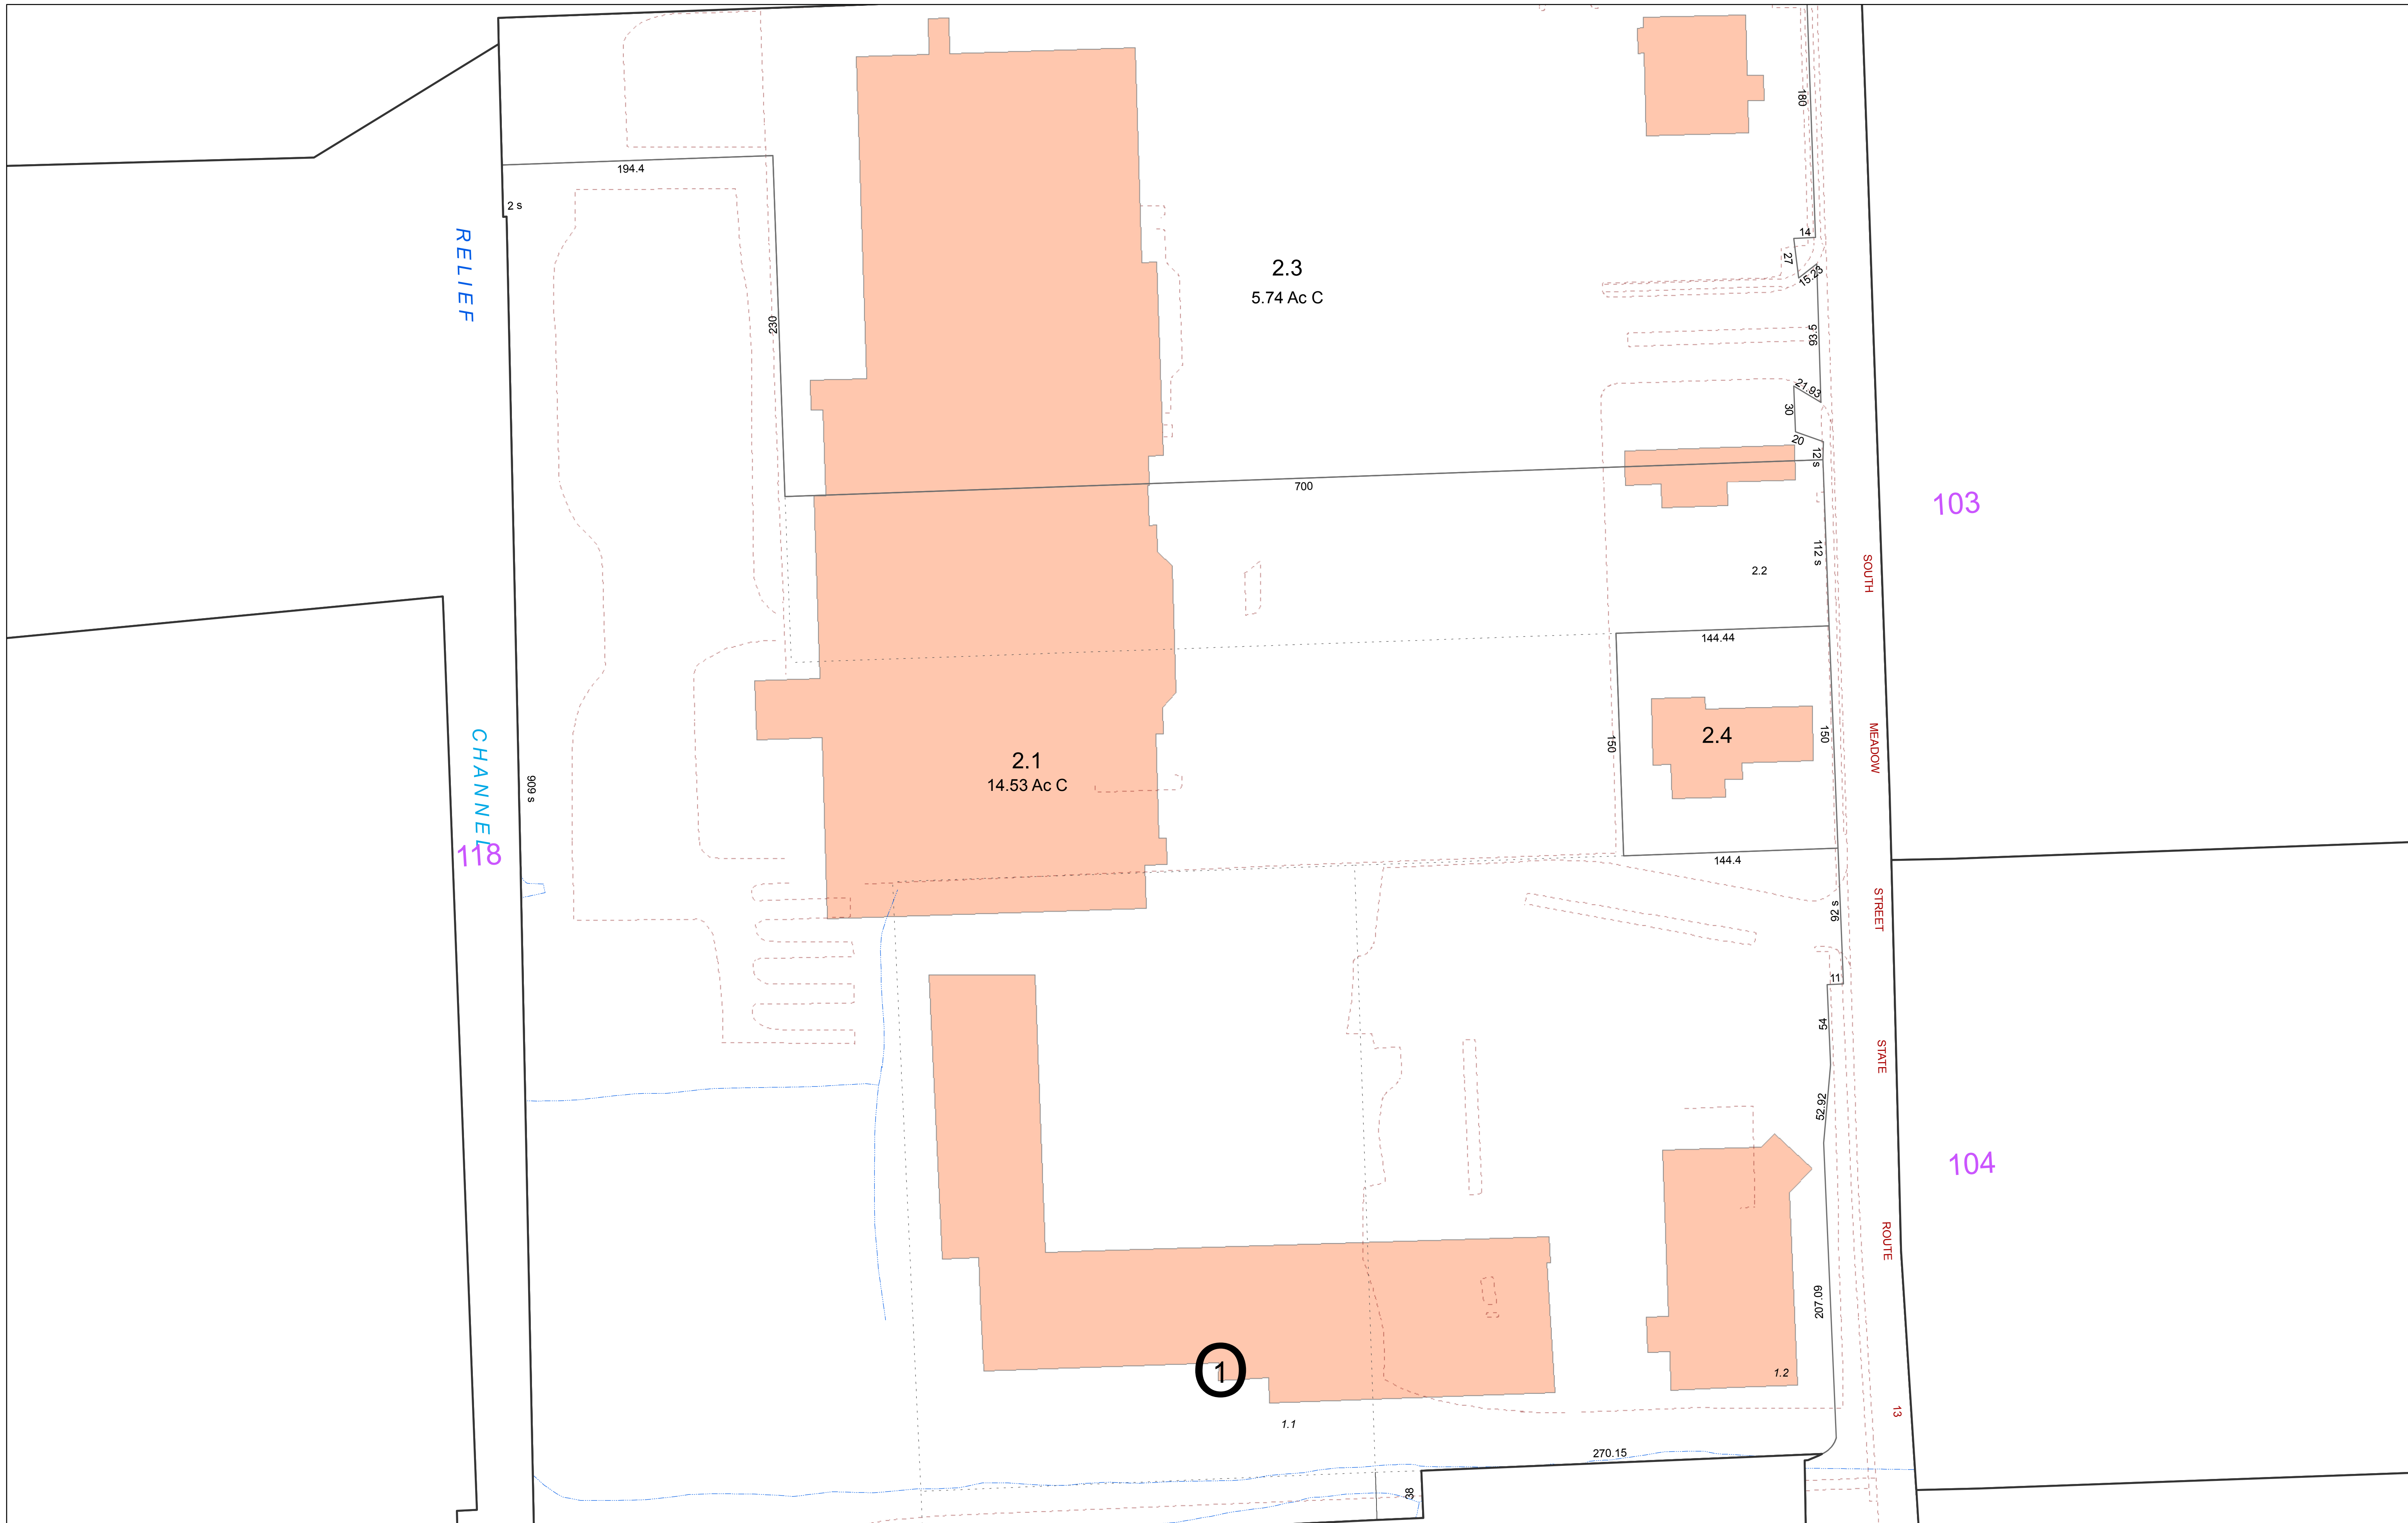 180
194.4
2 s
RELIEF
14
27
15.23
2.3
5.74 Ac C
230
93.5
21.93
30
20
12 s
700
103
112 s
2.2
SOUTH
144.44
150
2.4
150
MEADOW
CHANNEL
2.1
14.53 Ac C
909 s
118
144.4
STREET
92 s
11
54
STATE
52.92
104
ROUTE
207.09
1
1.2
1.1
13
270.15
38